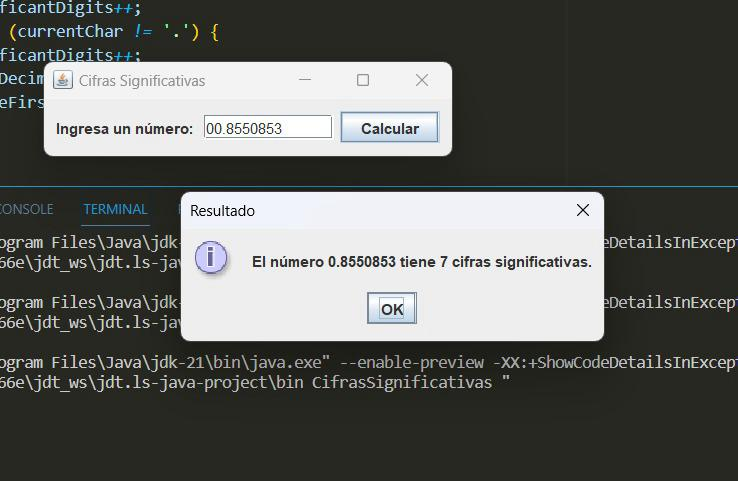 ficantDigits++;
(currentChar != '.') {
ficantDigits++;
Decim
eFirs
Cifras Significativas
Ingresa un número: 00.8550853 Calcular
CONSOLE TERMINAL
Resultado
El número 0.8550853 tiene 7 cifras significativas.
OK
ogram Files\Java\jdk- eDetailsInExcept
66e\jdt_ws\jdt.ls-jav
ogram Files\Java\jdk- eDetailsInExcept
66e\jdt_ws\jdt.ls-jav
ogram Files\Java\jdk-21\bin\java.exe" --enable-preview -XX:+ShowCodeDetailsInExcept
66e\jdt_ws\jdt.ls-java-project\bin CifrasSignificativas "